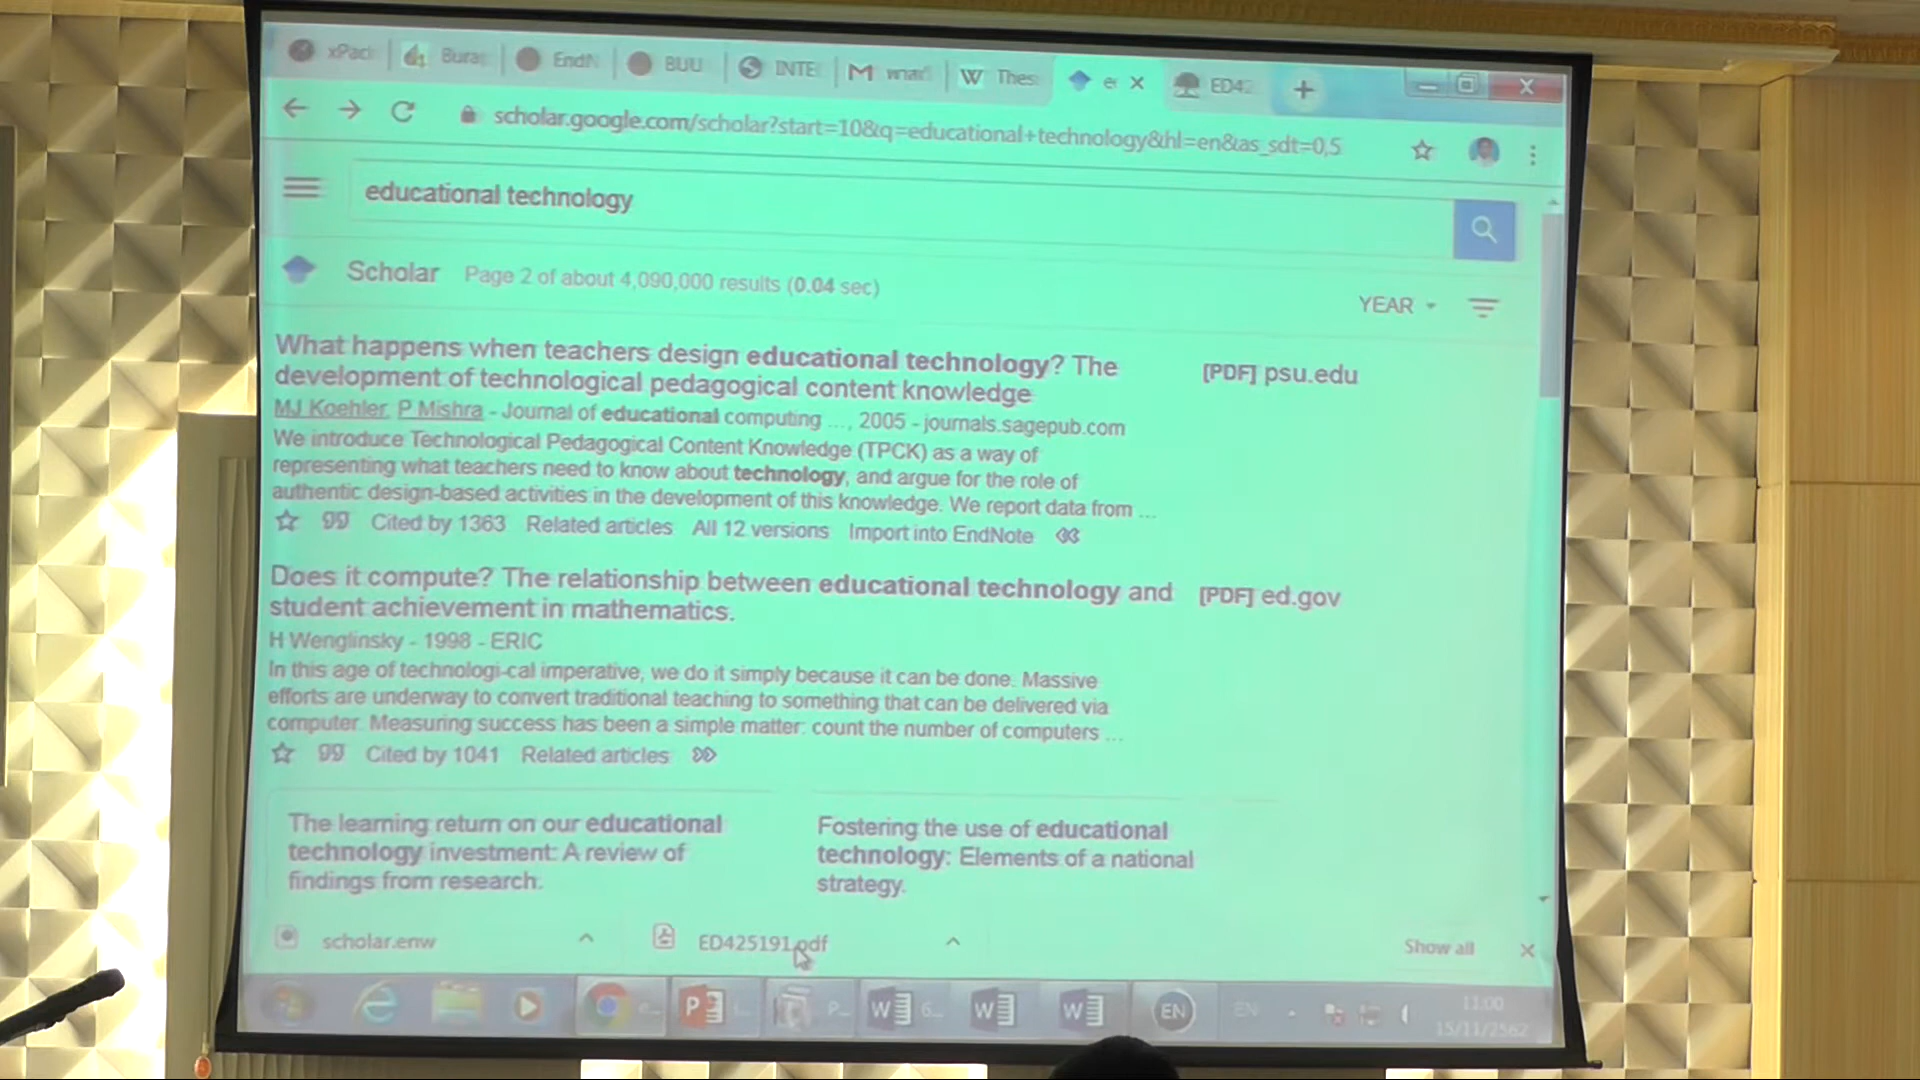 xPac
Bura
EndN
BUU
INTE
Thes
ED42
scholar.google.com/scholar?start=10&q=educational+technology&hl=en&as_sdt=0,5
educational technology
Scholar Page 2 of about 4,090,000 results (0.04 sec)
YEAR
What happens when teachers design educational technology? The
development of technological pedagogical content knowledge
[PDF] psu.edu
MJ Koehler, P Mishra - Journal of educational computing ..., 2005 - journals.sagepub.com
We introduce Technological Pedagogical Content Knowledge (TPCK) as a way of
representing what teachers need to know about technology, and argue for the role of
authentic design-based activities in the development of this knowledge. We report data from ...
Cited by 1363 Related articles All 12 versions Import into EndNote
Does it compute? The relationship between educational technology and
student achievement in mathematics.
[PDF] ed.gov
H Wenglinsky - 1998 - ERIC
In this age of technologi-cal imperative, we do it simply because it can be done. Massive
efforts are underway to convert traditional teaching to something that can be delivered via
computer. Measuring success has been a simple matter: count the number of computers ...
Cited by 1041 Related articles
The learning return on our educational
technology investment: A review of
findings from research.
Fostering the use of educational
technology: Elements of a national
strategy.
scholar.enw
ED425191.pdf
Show all
EN
EN
11:00
15/11/2562